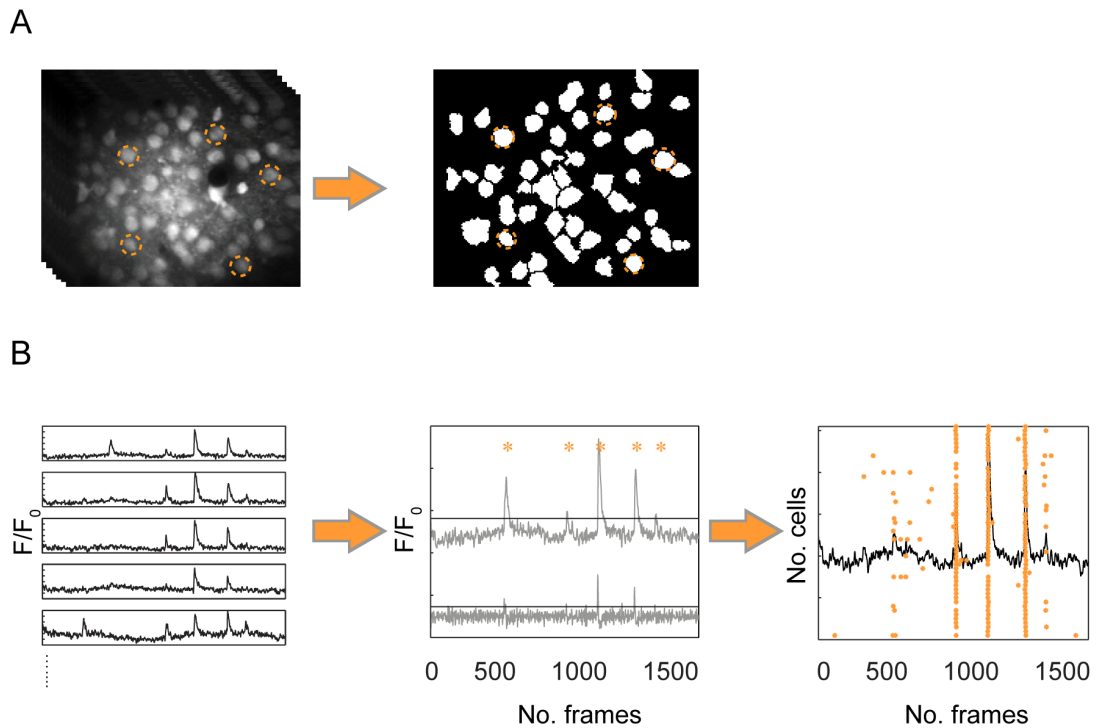 A
B
F/F0
F/F0
* * * * *
0 500 1000 1500
No. frames
No. cells
0 500 1000 1500
No. frames